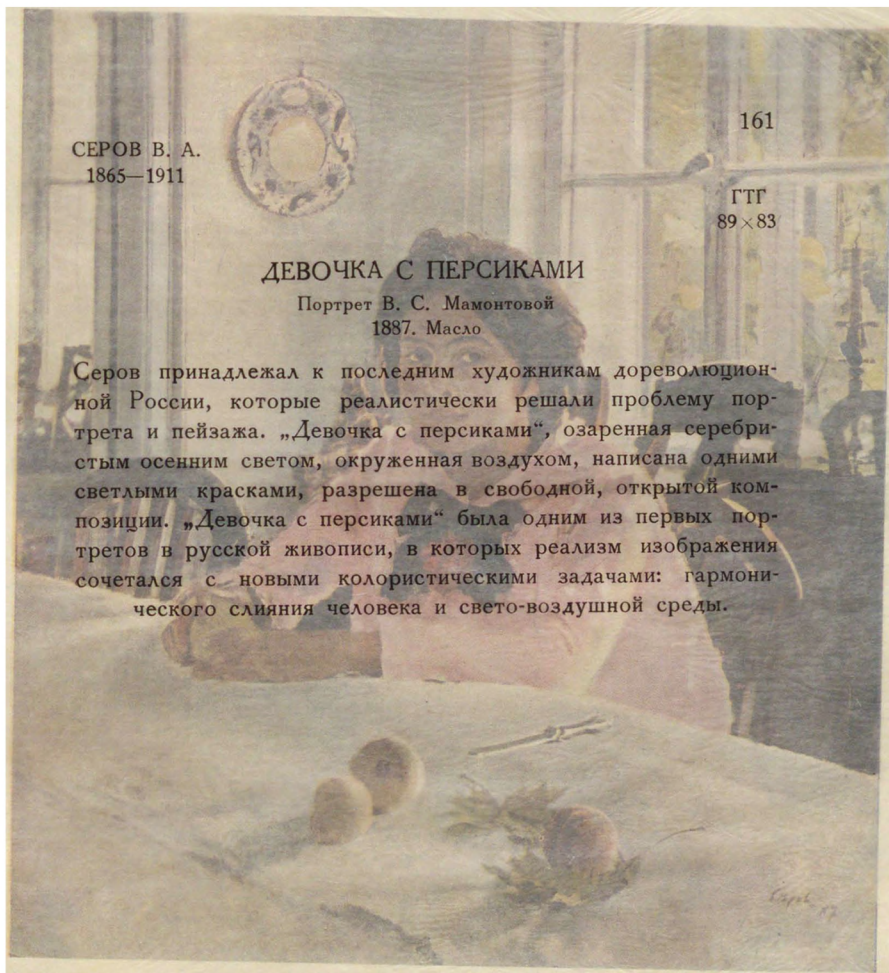 161
СЕРОВ В. А.
1865—1911
ГТГ
89×83
ДЕВОЧКА С ПЕРСИКАМИ
Портрет В. С. Мамонтовой
1887. Масло
Серов принадлежал к последним художникам дореволюцион-
ной России, которые реалистически решали проблему пор-
трета и пейзажа. „Девочка с персиками“, озаренная серебри-
стым осенним светом, окруженная воздухом, написана одними
светлыми красками, разрешена в свободной, открытой ком-
позиции. „Девочка с персиками“ была одним из первых пор-
третов в русской живописи, в которых реализм изображения
сочетался с новыми колористическими задачами: гармони-
ческого слияния человека и свето-воздушной среды.
Серов 87